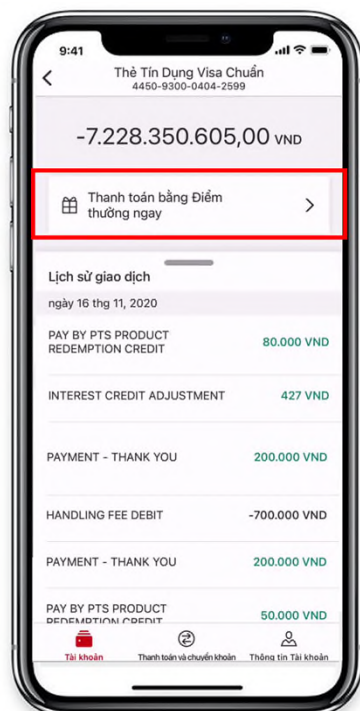 9:41
Thẻ Tín Dụng Visa Chuẩn
4450-9300-0404-2599
-7.228.350.605,00 VND
Thanh toán bằng Điểm
thưởng ngay
Lịch sử giao dịch
ngày 16 thg 11, 2020
PAY BY PTS PRODUCT
REDEMPTION CREDIT
80.000 VND
INTEREST CREDIT ADJUSTMENT
427 VND
PAYMENT - THANK YOU
200.000 VND
HANDLING FEE DEBIT
-700.000 VND
PAYMENT - THANK YOU
200.000 VND
PAY BY PTS PRODUCT
REDEMPTION CREDIT
50.000 VND
Tài khoản
Thanh toán và chuyển khoản
Thông tin Tài khoản